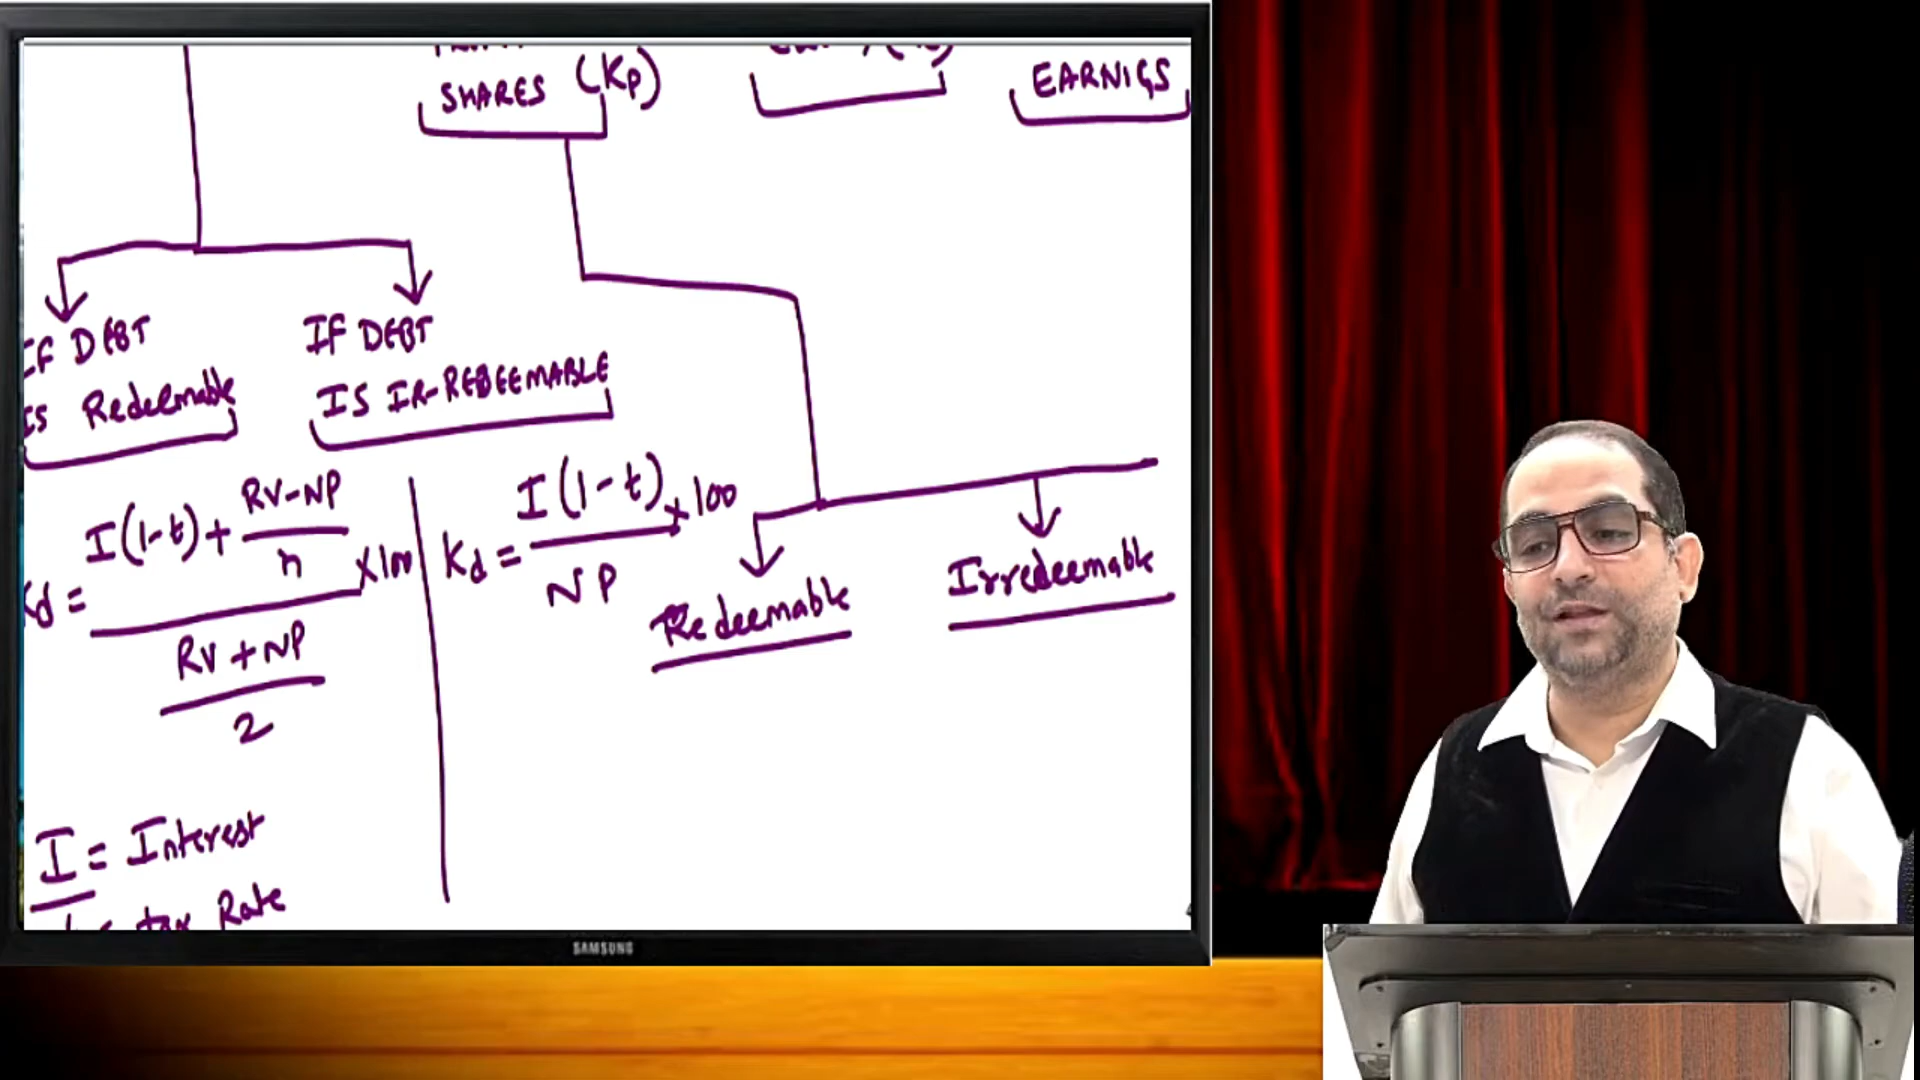 SHARES (Kp)
EARNIGS
IF DEBT
IS Redeemable
IF DEBT
IS IR-REDEEMABLE
Kd = I(1-t) + RV-NP / n × 100
RV + NP / 2
Kd = I(1-t) / NP × 100
Redeemable
Irredeemable
I = Interest
t = tax Rate
SAMSUNG